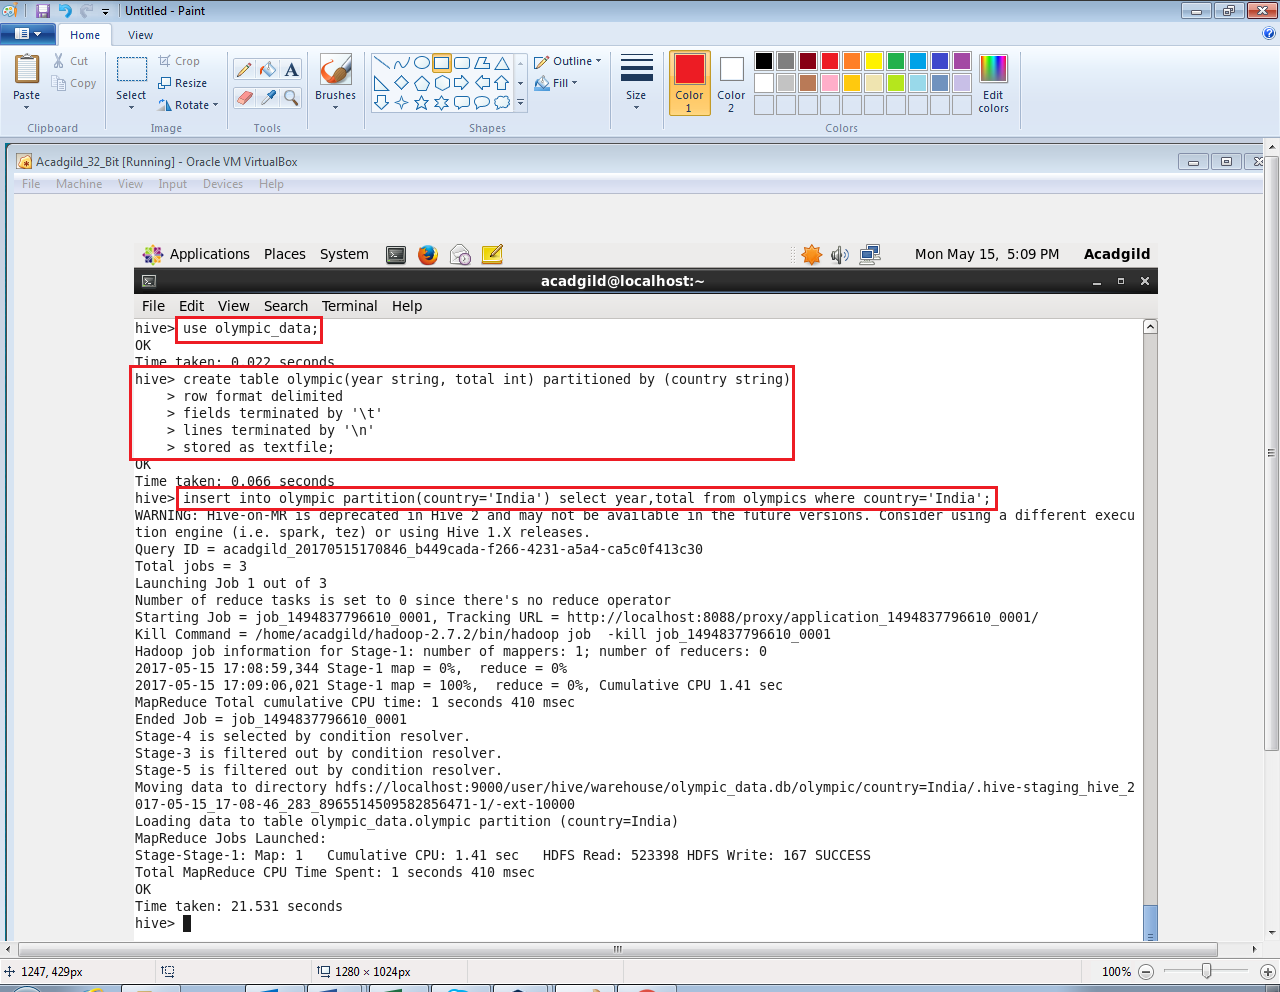 Untitled - Paint
Home View
Paste
Cut
Copy
Clipboard
Select
Crop
Resize
Rotate
Image
Tools
Brushes
Shapes
Outline
Fill
Size
Color 1
Color 2
Colors
Edit colors
Acadgild_32_Bit [Running] - Oracle VM VirtualBox
File Machine View Input Devices Help
Applications Places System Mon May 15, 5:09 PM Acadgild
acadgild@localhost:~
File Edit View Search Terminal Help
hive> use olympic_data;
OK
Time taken: 0.022 seconds
hive> create table olympic(year string, total int) partitioned by (country string)
    > row format delimited
    > fields terminated by '\t'
    > lines terminated by '\n'
    > stored as textfile;
OK
Time taken: 0.066 seconds
hive> insert into olympic partition(country='India') select year,total from olympics where country='India';
WARNING: Hive-on-MR is deprecated in Hive 2 and may not be available in the future versions. Consider using a different execu
tion engine (i.e. spark, tez) or using Hive 1.X releases.
Query ID = acadgild_20170515170846_b449cada-f266-4231-a5a4-ca5c0f413c30
Total jobs = 3
Launching Job 1 out of 3
Number of reduce tasks is set to 0 since there's no reduce operator
Starting Job = job_1494837796610_0001, Tracking URL = http://localhost:8088/proxy/application_1494837796610_0001/
Kill Command = /home/acadgild/hadoop-2.7.2/bin/hadoop job  -kill job_1494837796610_0001
Hadoop job information for Stage-1: number of mappers: 1; number of reducers: 0
2017-05-15 17:08:59,344 Stage-1 map = 0%,  reduce = 0%
2017-05-15 17:09:06,021 Stage-1 map = 100%,  reduce = 0%, Cumulative CPU 1.41 sec
MapReduce Total cumulative CPU time: 1 seconds 410 msec
Ended Job = job_1494837796610_0001
Stage-4 is selected by condition resolver.
Stage-3 is filtered out by condition resolver.
Stage-5 is filtered out by condition resolver.
Moving data to directory hdfs://localhost:9000/user/hive/warehouse/olympic_data.db/olympic/country=India/.hive-staging_hive_2
017-05-15_17-08-46_283_8965514509582856471-1/-ext-10000
Loading data to table olympic_data.olympic partition (country=India)
MapReduce Jobs Launched:
Stage-Stage-1: Map: 1   Cumulative CPU: 1.41 sec   HDFS Read: 523398 HDFS Write: 167 SUCCESS
Total MapReduce CPU Time Spent: 1 seconds 410 msec
OK
Time taken: 21.531 seconds
hive>
1247, 429px 1280 × 1024px 100%